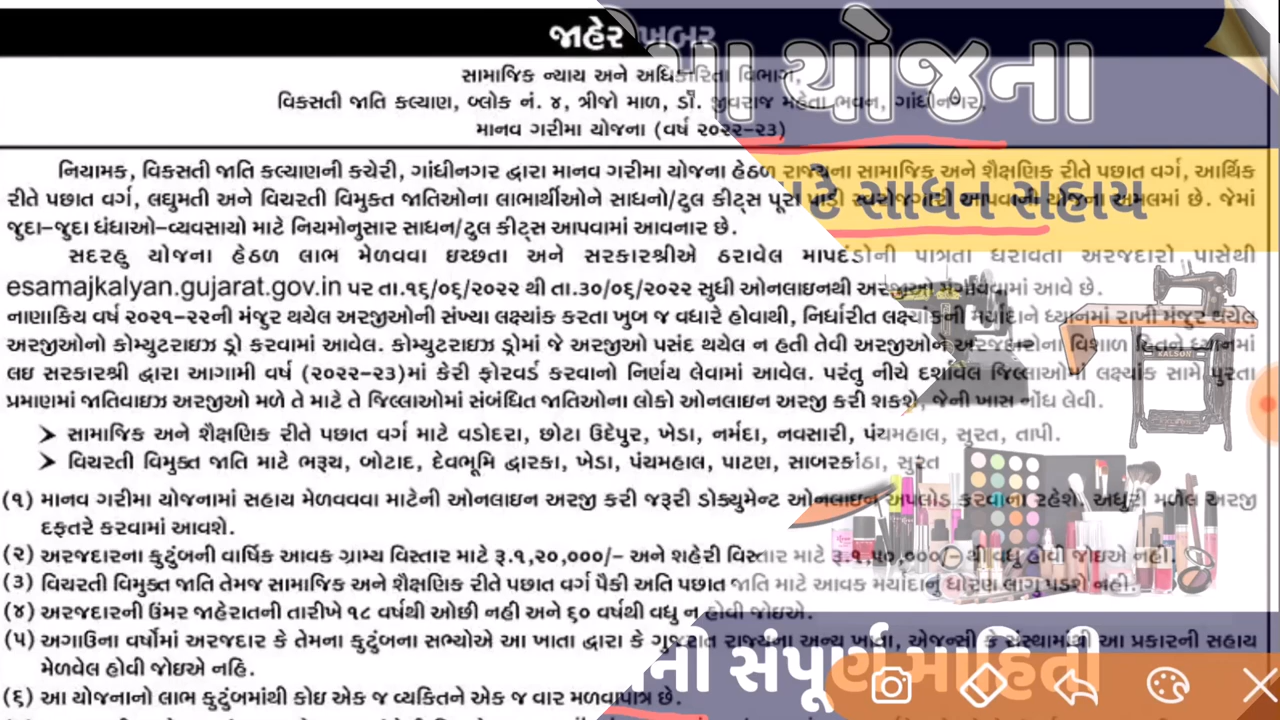 જાહેર ખબર
સામાજિક ન્યાય અને અધિકારિતા વિભાગ,
વિકસતી જાતિ કલ્યાણ, બ્લોક નં. ૪, ત્રીજો માળ, ડૉ. જીવરાજ મહેતા ભવન, ગાંધીનગર,
માનવ ગરીમા યોજના (વર્ષ ૨૦૨૨-૨૩)
યોજના
નિયામક, વિકસતી જાતિ કલ્યાણની કચેરી, ગાંધીનગર દ્વારા માનવ ગરીમા યોજના હેઠળ રાજ્યના સામાજિક અને શૈક્ષણિક રીતે પછાત વર્ગ, આર્થિક
રીતે પછાત વર્ગ, લઘુમતી અને વિચરતી વિમુક્ત જાતિઓના લાભાર્થીઓને સાધનો/ટુલ કીટ્સ પૂરા પાડી સ્વરોજગારી આપવાની યોજના અમલમાં છે. જેમાં
જુદા-જુદા ધંધાઓ-વ્યવસાયો માટે નિયમોનુસાર સાધન/ટુલ કીટ્સ આપવામાં આવનાર છે.
માટે સાધન સહાય
સદરહુ યોજના હેઠળ લાભ મેળવવા ઇચ્છતા અને સરકારશ્રીએ ઠરાવેલ માપદંડોની પાત્રતા ધરાવતા અરજદારો પાસેથી
esamajkalyan.gujarat.gov.in પર તા.૧૬/૦૬/૨૦૨૨ થી તા.૩૦/૦૬/૨૦૨૨ સુધી ઓનલાઇનથી અરજીઓ મંગાવવામાં આવે છે.
નાણાકિય વર્ષ ૨૦૨૧-૨૨ની મંજુર થયેલ અરજીઓની સંખ્યા લક્ષ્યાંક કરતા ખુબ જ વધારે હોવાથી, નિર્ધારીત લક્ષ્યાંકની મર્યાદાને ધ્યાનમાં રાખી મંજુર થયેલ
અરજીઓનો કોમ્પ્યુટરાઇઝ ડ્રો કરવામાં આવેલ. કોમ્પ્યુટરાઇઝ ડ્રોમાં જે અરજીઓ પસંદ થયેલ ન હતી તેવી અરજીઓને અરજદારોના વિશાળ હિતને ધ્યાનમાં
લઇ સરકારશ્રી દ્વારા આગામી વર્ષ (૨૦૨૨-૨૩)માં કેરી ફોરવર્ડ કરવાનો નિર્ણય લેવામાં આવેલ. પરંતુ નીચે દર્શાવેલ જિલ્લાઓમાં લક્ષ્યાંક સામે પુરતા
પ્રમાણમાં જાતિવાઇઝ અરજીઓ મળે તે માટે તે જિલ્લાઓમાં સંબંધિત જાતિઓના લોકો ઓનલાઇન અરજી કરી શકશે, જેની ખાસ નોંધ લેવી.
KALSON
➤ સામાજિક અને શૈક્ષણિક રીતે પછાત વર્ગ માટે વડોદરા, છોટા ઉદેપુર, ખેડા, નર્મદા, નવસારી, પંચમહાલ, સુરત, તાપી.
➤ વિચરતી વિમુક્ત જાતિ માટે ભરૂચ, બોટાદ, દેવભૂમિ દ્વારકા, ખેડા, પંચમહાલ, પાટણ, સાબરકાંઠા, સુરત
(૧) માનવ ગરીમા યોજનામાં સહાય મેળવવવા માટેની ઓનલાઇન અરજી કરી જરૂરી ડોક્યુમેન્ટ ઓનલાઇન અપલોડ કરવાના રહેશે, અધુરી મળેલ અરજી
દફતરે કરવામાં આવશે.
(૨) અરજદારના કુટુંબની વાર્ષિક આવક ગ્રામ્ય વિસ્તાર માટે રૂ.૧,૨૦,૦૦૦/- અને શહેરી વિસ્તાર માટે રૂ.૧,૫૦,૦૦૦/- થી વધુ હોવી જોઇએ નહી.
(૩) વિચરતી વિમુક્ત જાતિ તેમજ સામાજિક અને શૈક્ષણિક રીતે પછાત વર્ગ પૈકી અતિ પછાત જાતિ માટે આવક મર્યાદાનું ધોરણ લાગુ પડશે નહી.
(૪) અરજદારની ઉંમર જાહેરાતની તારીખે ૧૮ વર્ષથી ઓછી નહી અને ૬૦ વર્ષથી વધુ ન હોવી જોઇએ.
(૫) અગાઉના વર્ષોમાં અરજદાર કે તેમના કુટુંબના સભ્યોએ આ ખાતા દ્વારા કે ગુજરાત રાજ્યના અન્ય ખાતા, એજન્સી કે સંસ્થામાંથી આ પ્રકારની સહાય
મેળવેલ હોવી જોઇએ નહિ.
ની સંપૂર્ણ માહિતી
(૬) આ યોજનાનો લાભ કુટુંબમાંથી કોઇ એક જ વ્યક્તિને એક જ વાર મળવાપાત્ર છે.